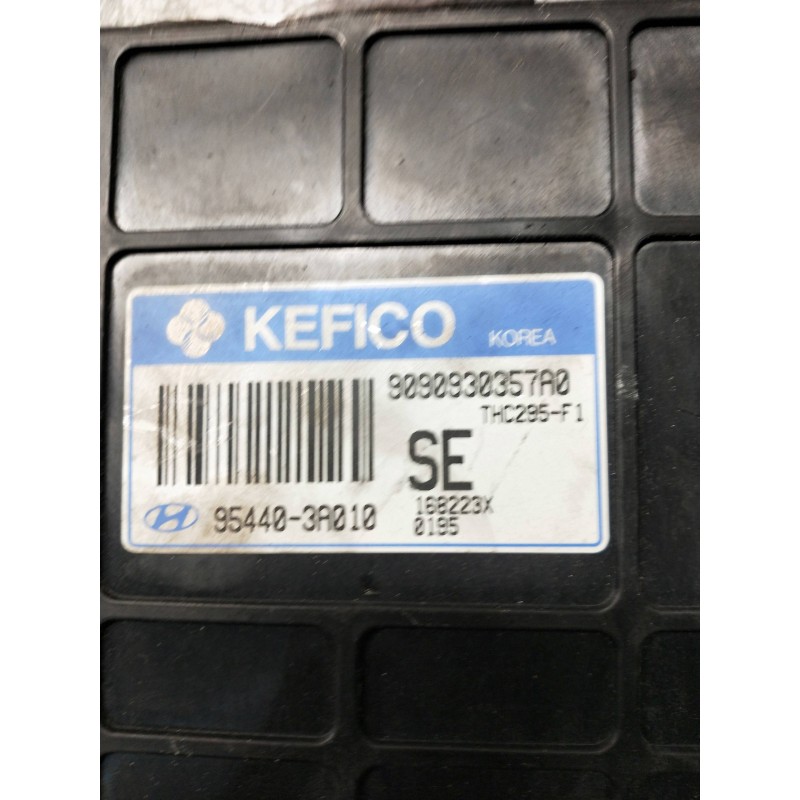 KEFICO KOREA
9090930357A0
THC295-F1
SE
95440-3A010
168223X
0195